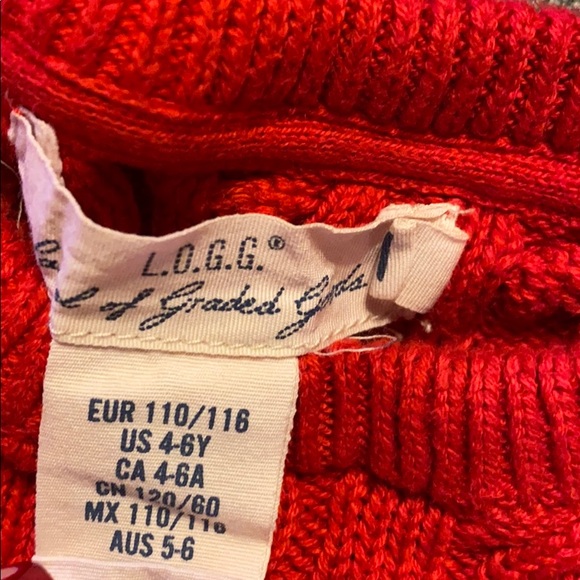 L.O.G.G.®
of Graded Goods
EUR 110/116
US 4-6Y
CA 4-6A
CN 120/60
MX 110/116
AUS 5-6